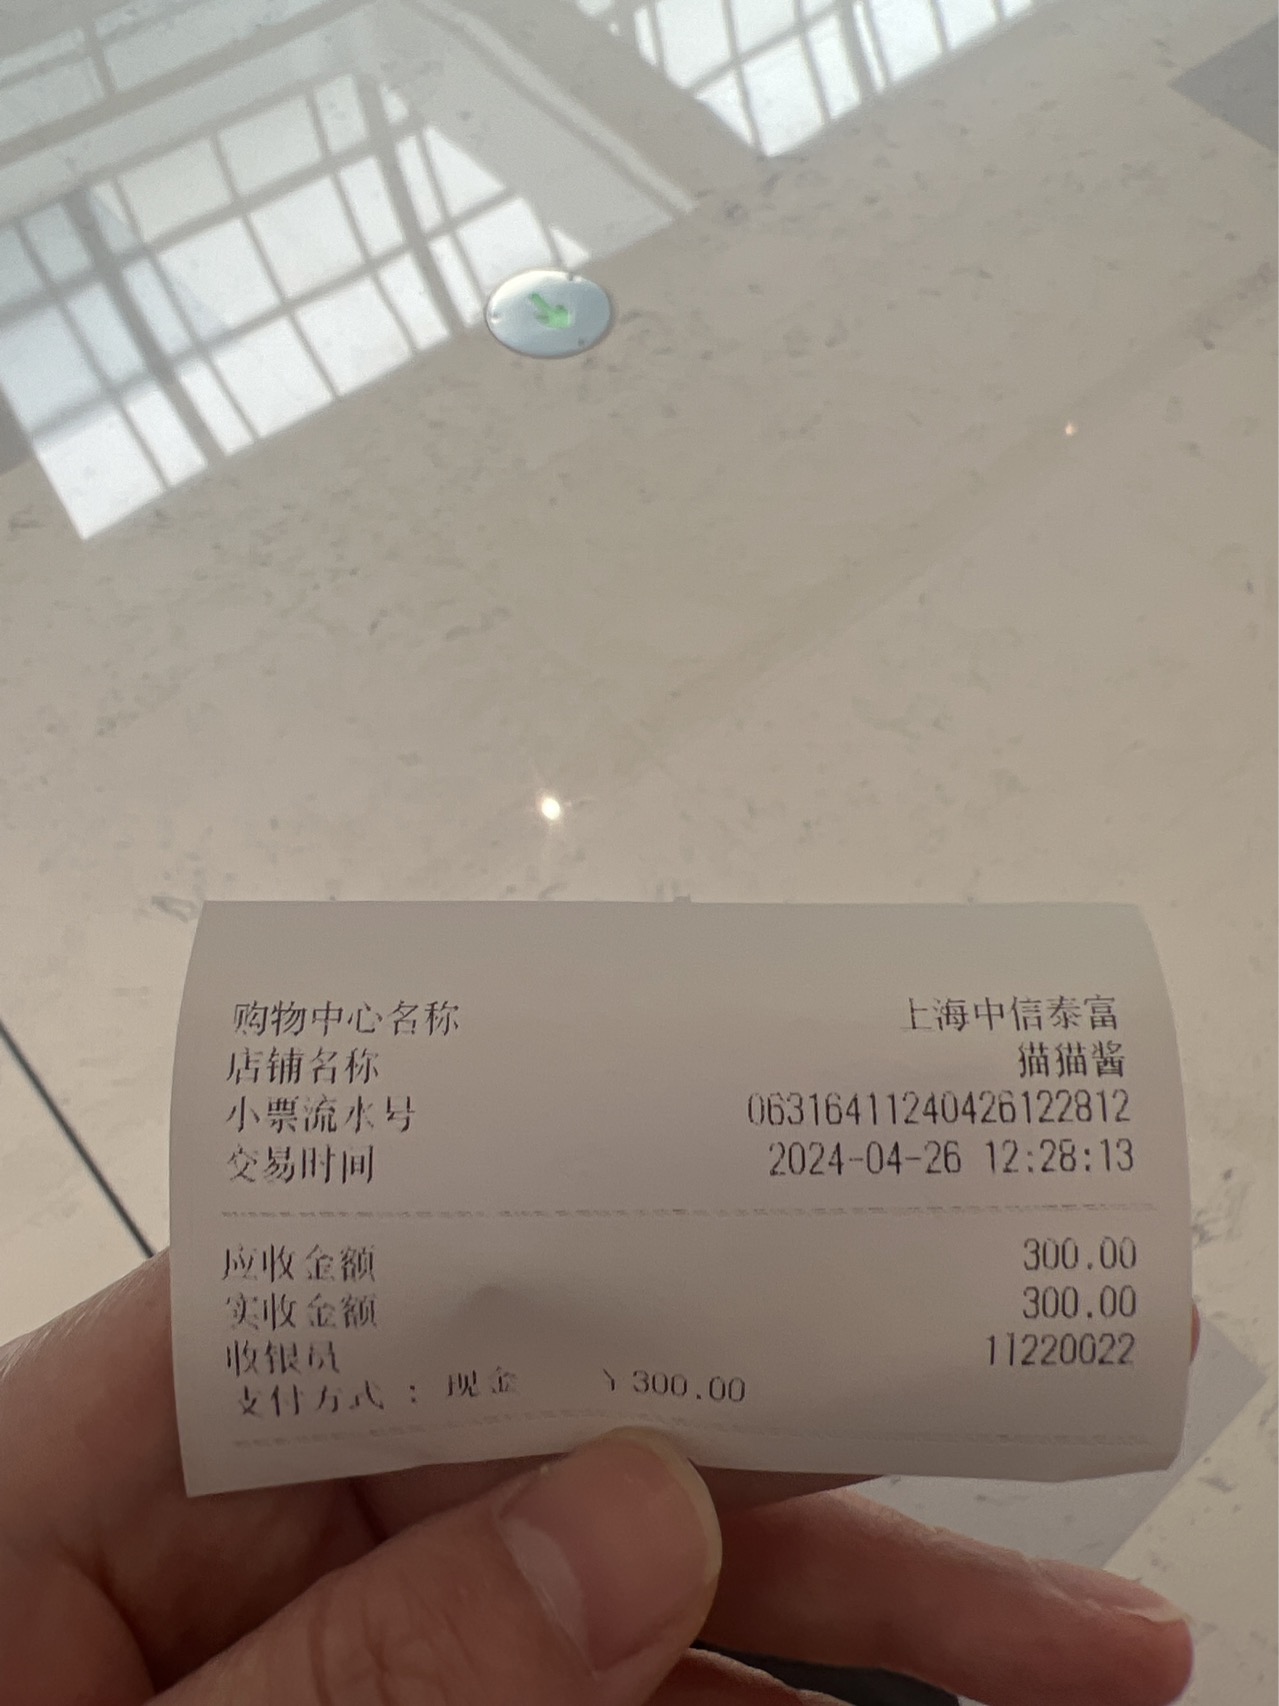 购物中心名称 上海中信泰富
店铺名称 猫猫酱
小票流水号 06316411240426122812
交易时间 2024-04-26 12:28:13
应收金额 300.00
实收金额 300.00
收银员 11220022
支付方式 : 现金 ¥300.00